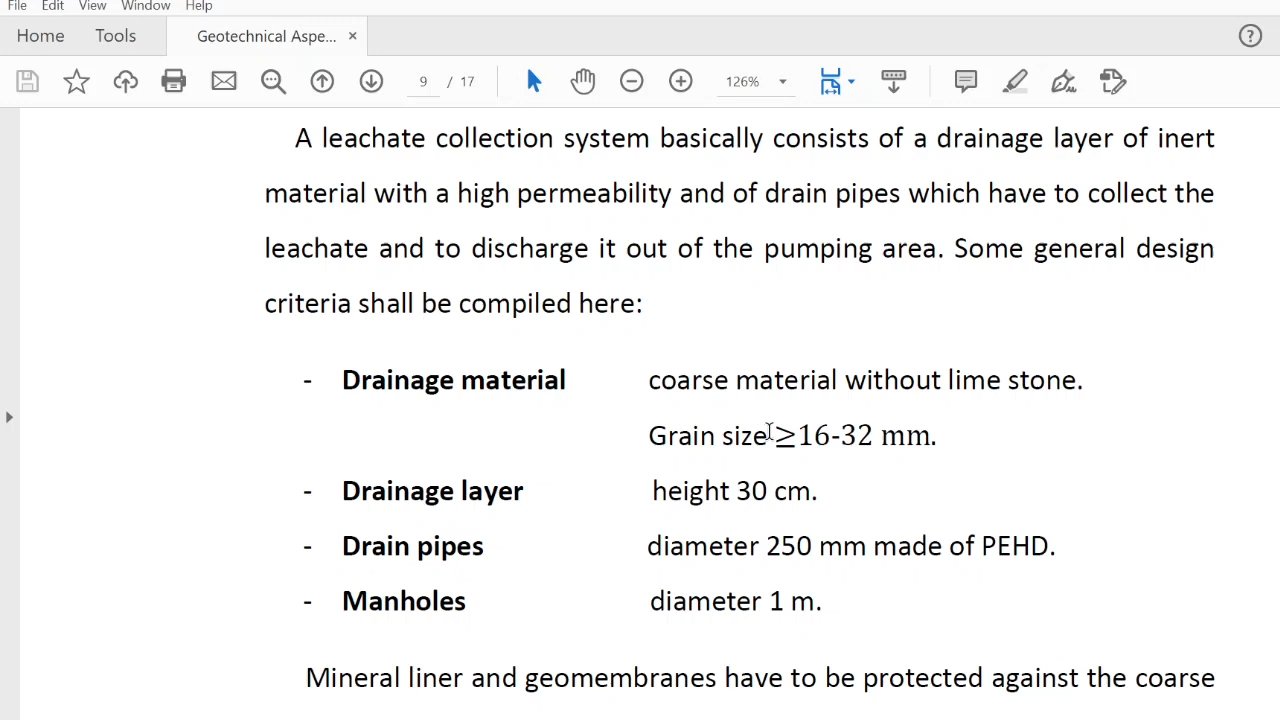 File Edit View Window Help
Home Tools Geotechnical Aspe... × ?
9 / 17 126%
A leachate collection system basically consists of a drainage layer of inert
material with a high permeability and of drain pipes which have to collect the
leachate and to discharge it out of the pumping area. Some general design
criteria shall be compiled here:
- Drainage material coarse material without lime stone.
Grain size ≥16-32 mm.
- Drainage layer height 30 cm.
- Drain pipes diameter 250 mm made of PEHD.
- Manholes diameter 1 m.
Mineral liner and geomembranes have to be protected against the coarse